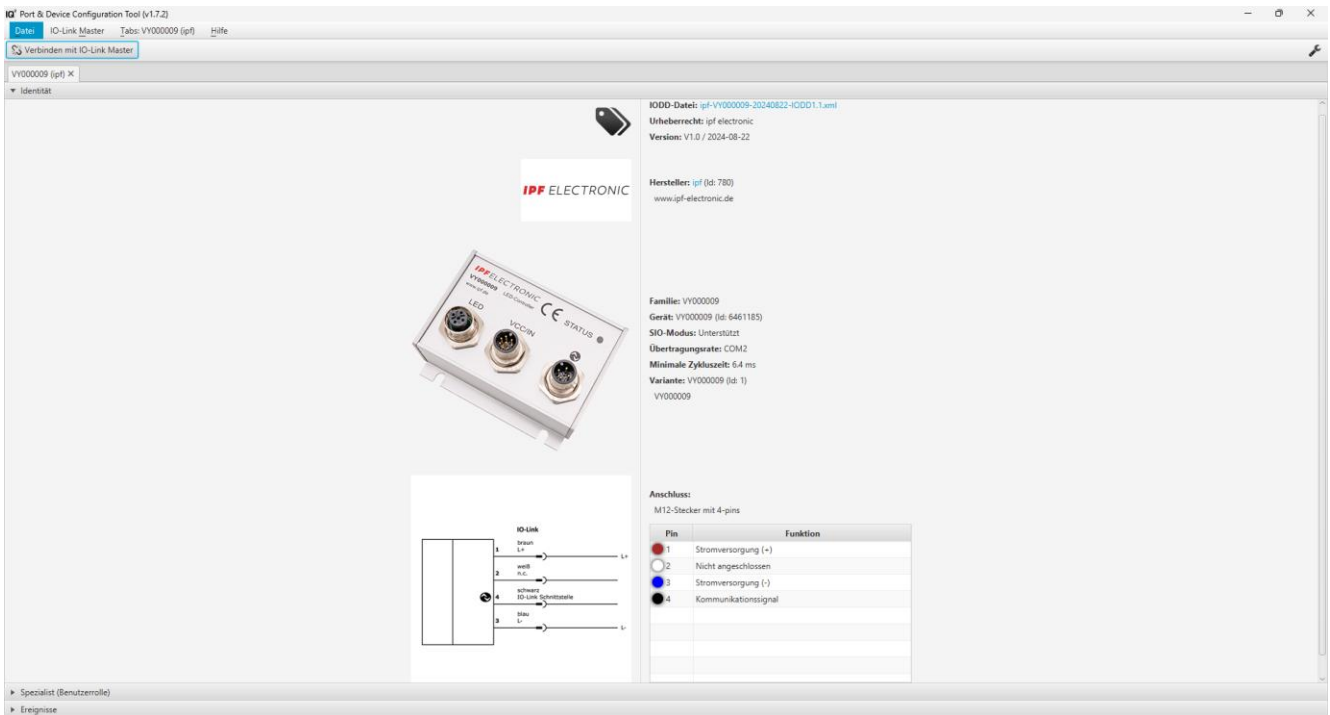 IQ² Port & Device Configuration Tool (v1.7.2)
Datei IO-Link Master Tabs: VY000009 (ipf) Hilfe
Verbinden mit IO-Link Master
VY000009 (ipf)
Identität
IODD-Datei: ipf-VY000009-20240822-IODD1.1.xml
Urheberrecht: ipf electronic
Version: V1.0 / 2024-08-22
IPF ELECTRONIC
Hersteller: ipf (Id: 780)
www.ipf-electronic.de
IPF ELECTRONIC
VY000009 LED-Controller
www.ipf.de
CE
STATUS
LED
VCC/IN
Familie: VY000009
Gerät: VY000009 (Id: 6461185)
SIO-Modus: Unterstützt
Übertragungsrate: COM2
Minimale Zykluszeit: 6.4 ms
Variante: VY000009 (Id: 1)
VY000009
Anschluss:
M12-Stecker mit 4-pins
Pin Funktion
1 Stromversorgung (+)
2 Nicht angeschlossen
3 Stromversorgung (-)
4 Kommunikationssignal
IO-Link
braun
1 L+ L+
weiß
2 n.c.
schwarz
4 IO-Link Schnittstelle
blau
3 L- L-
Spezialist (Benutzerrolle)
Ereignisse